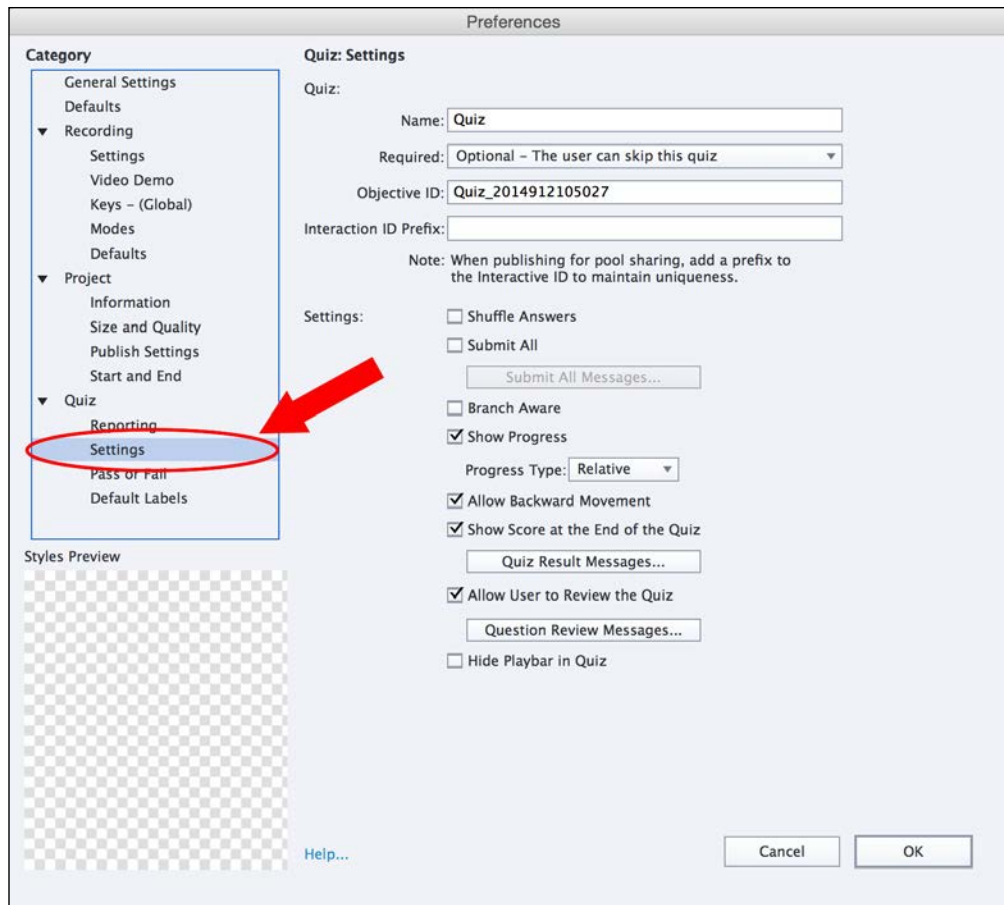 Preferences
Category
General Settings
Defaults
Recording
Settings
Video Demo
Keys – (Global)
Modes
Defaults
Project
Information
Size and Quality
Publish Settings
Start and End
Quiz
Reporting
Settings
Pass or Fail
Default Labels
Styles Preview
Quiz: Settings
Quiz:
Name: Quiz
Required: Optional – The user can skip this quiz
Objective ID: Quiz_2014912105027
Interaction ID Prefix:
Note: When publishing for pool sharing, add a prefix to
the Interactive ID to maintain uniqueness.
Settings:
Shuffle Answers
Submit All
Submit All Messages...
Branch Aware
Show Progress
Progress Type: Relative
Allow Backward Movement
Show Score at the End of the Quiz
Quiz Result Messages...
Allow User to Review the Quiz
Question Review Messages...
Hide Playbar in Quiz
Help...
Cancel
OK